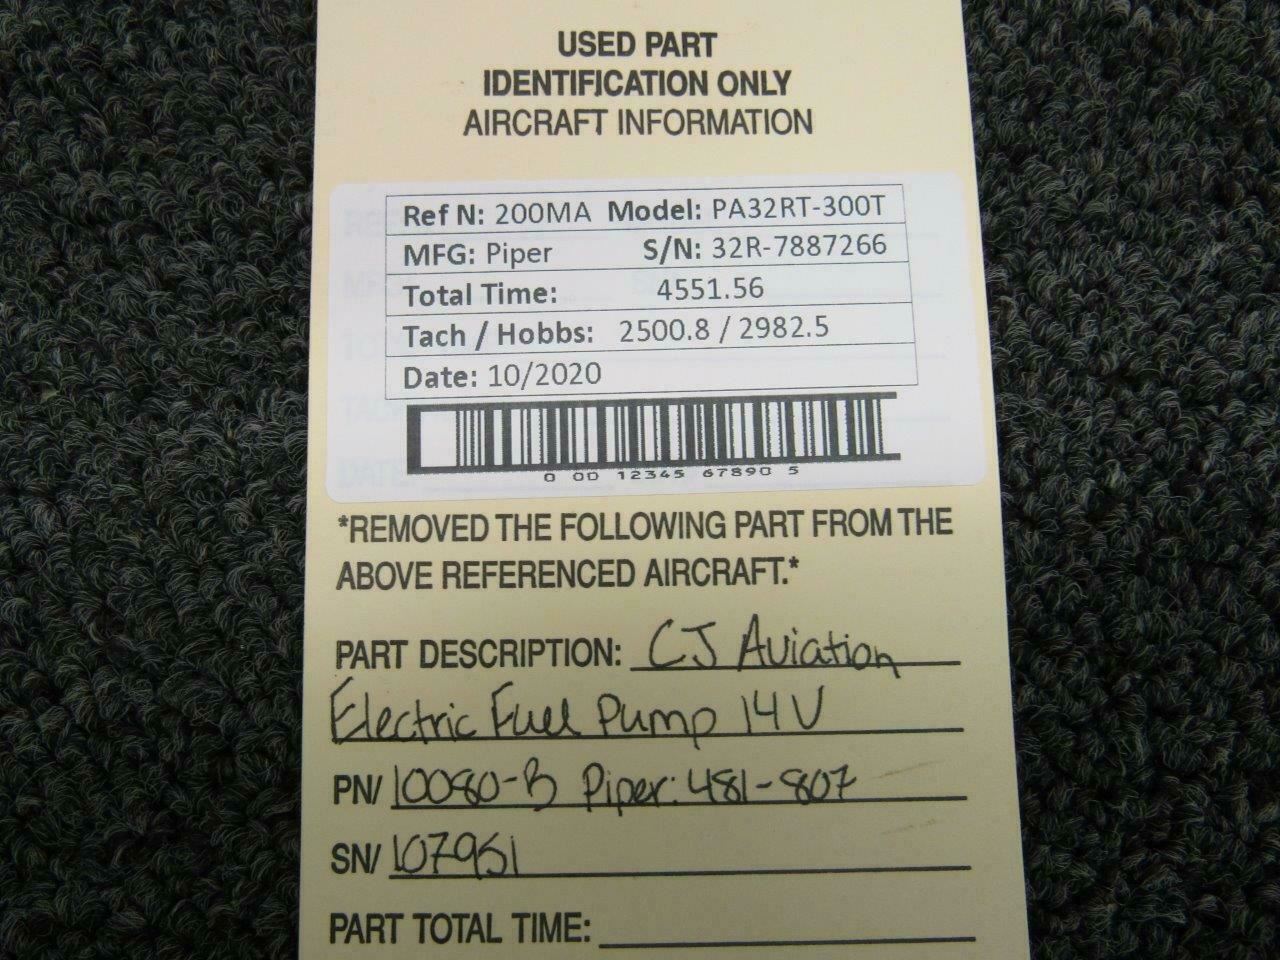 USED PART
IDENTIFICATION ONLY
AIRCRAFT INFORMATION
Ref N: 200MA Model: PA32RT-300T
MFG: Piper S/N: 32R-7887266
Total Time: 4551.56
Tach / Hobbs: 2500.8 / 2982.5
Date: 10/2020
0 00 12345 67890 5
*REMOVED THE FOLLOWING PART FROM THE
ABOVE REFERENCED AIRCRAFT.*
PART DESCRIPTION: CJ Aviation
Electric Fuel Pump 14V
PN/ 10080-B Piper: 481-807
SN/ 107951
PART TOTAL TIME: